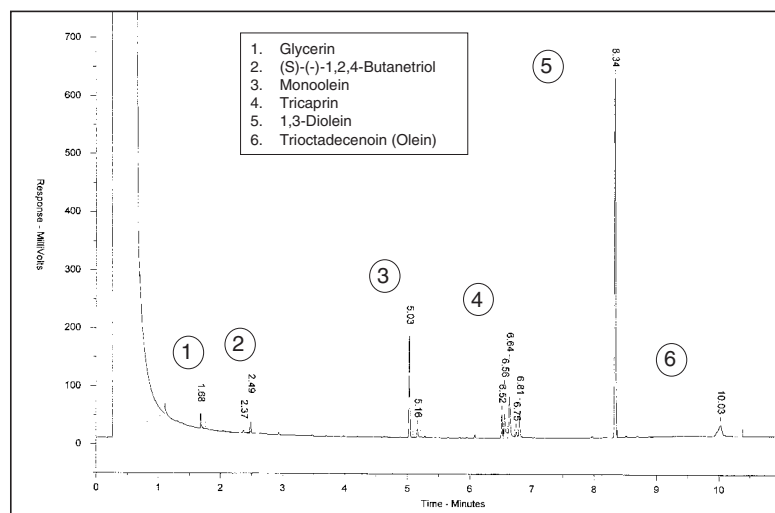 1. Glycerin
2. (S)-(-)-1,2,4-Butanetriol
3. Monoolein
4. Tricaprin
5. 1,3-Diolein
6. Trioctadecenoin (Olein)
Response - MilliVolts
700
600
500
400
300
200
100
0
1
1.68
2
2.37
2.49
3
5.03
5.16
4
6.52
6.56
6.64
6.75
6.81
5
8.34
6
10.03
0 1 2 3 4 5 6 7 8 9 10
Time - Minutes